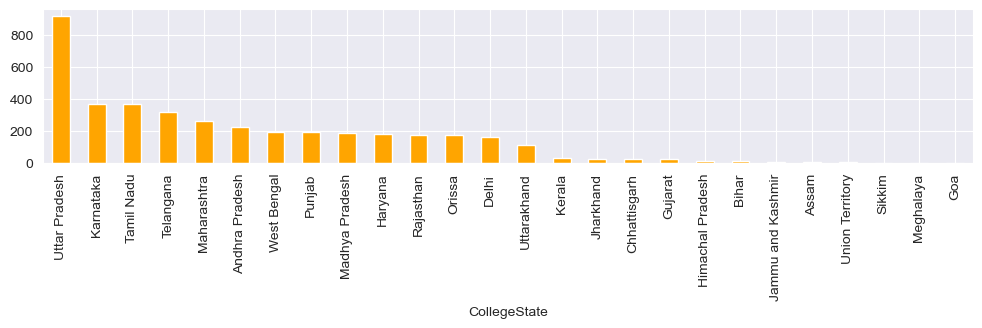 800
600
400
200
0
Uttar Pradesh
Karnataka
Tamil Nadu
Telangana
Maharashtra
Andhra Pradesh
West Bengal
Punjab
Madhya Pradesh
Haryana
Rajasthan
Orissa
Delhi
Uttarakhand
Kerala
Jharkhand
Chhattisgarh
Gujarat
Himachal Pradesh
Bihar
Jammu and Kashmir
Assam
Union Territory
Sikkim
Meghalaya
Goa
CollegeState